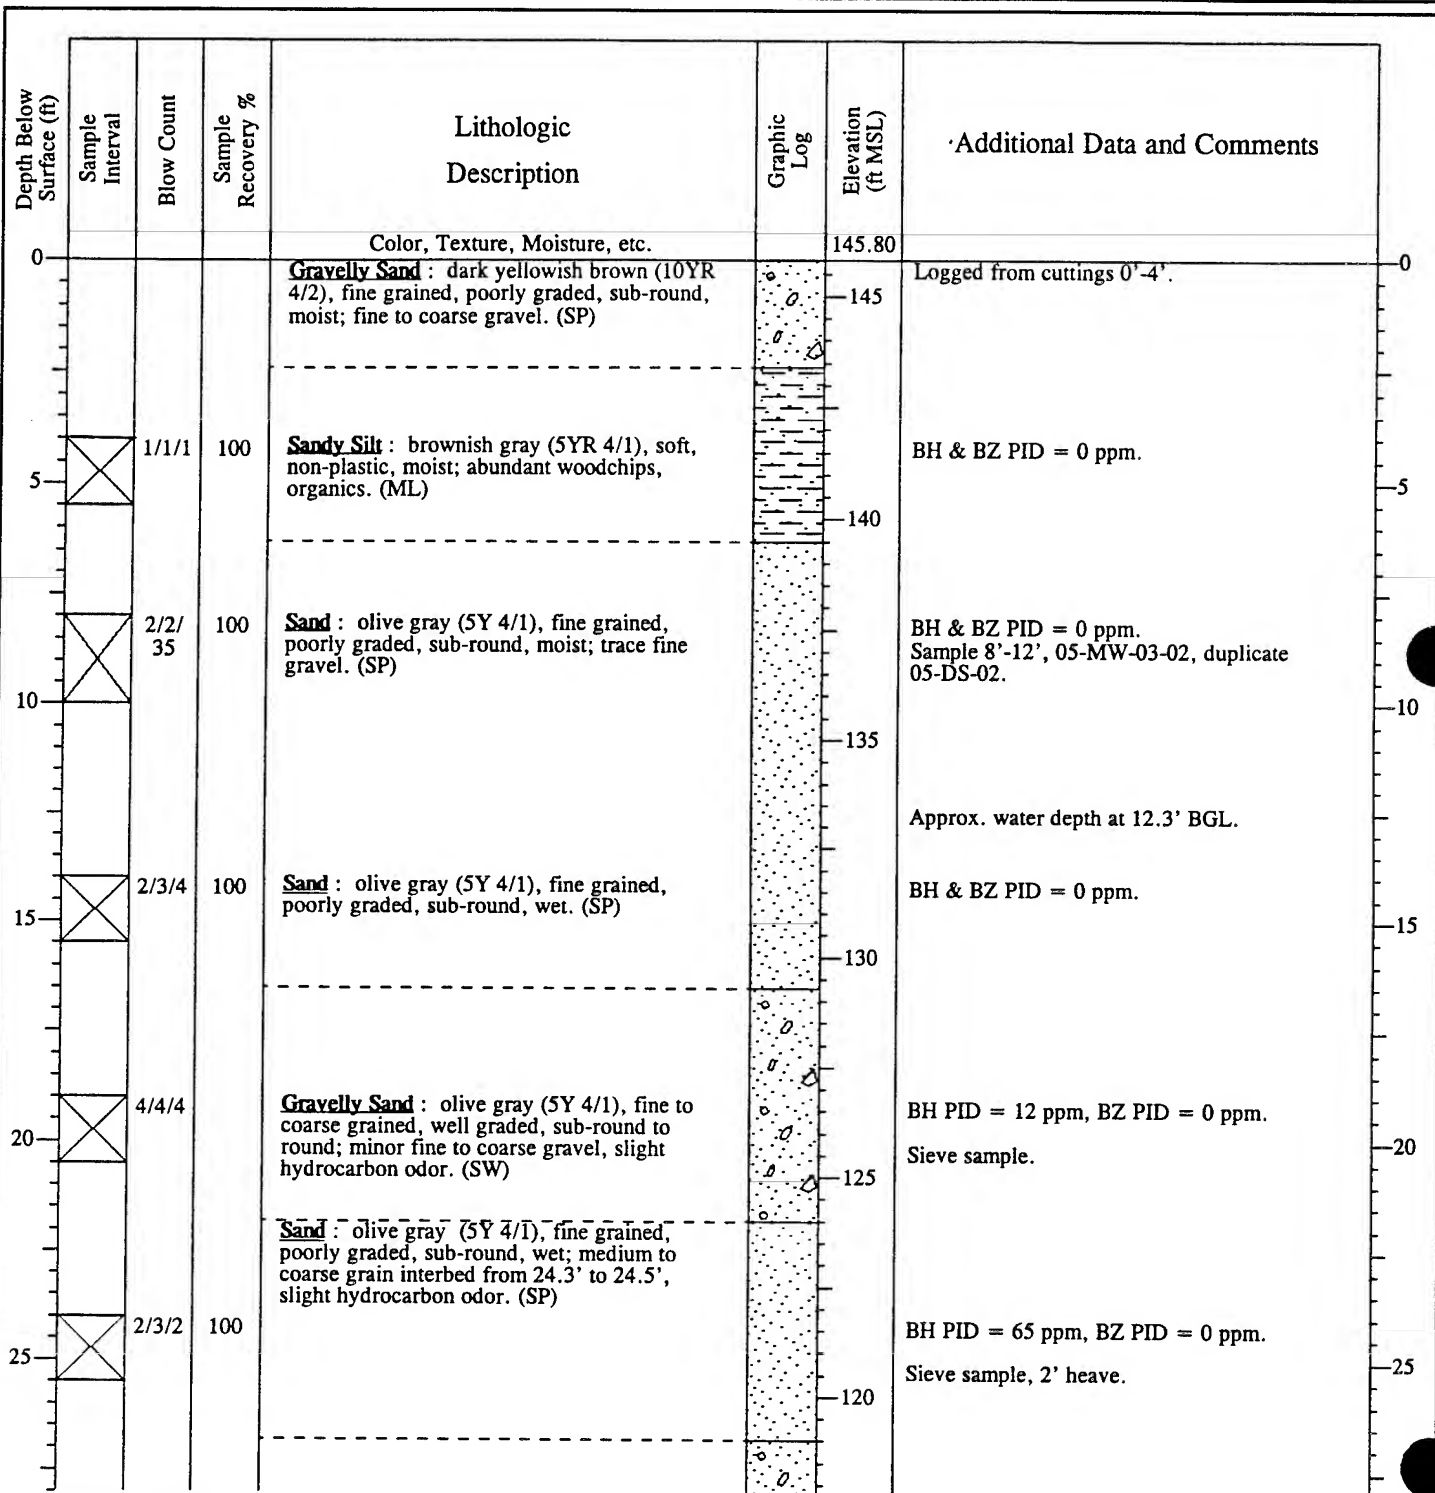 Depth Below
Surface (ft)
Sample
Interval
Blow Count
Sample
Recovery %
Lithologic
Description
Graphic
Log
Elevation
(ft MSL)
Additional Data and Comments
Color, Texture, Moisture, etc.
145.80
0
Gravelly Sand : dark yellowish brown (10YR
4/2), fine grained, poorly graded, sub-round,
moist; fine to coarse gravel. (SP)
145
Logged from cuttings 0'-4'.
0
1/1/1
100
Sandy Silt : brownish gray (5YR 4/1), soft,
non-plastic, moist; abundant woodchips,
organics. (ML)
BH & BZ PID = 0 ppm.
5
5
140
2/2/
35
100
Sand : olive gray (5Y 4/1), fine grained,
poorly graded, sub-round, moist; trace fine
gravel. (SP)
BH & BZ PID = 0 ppm.
Sample 8'-12', 05-MW-03-02, duplicate
05-DS-02.
10
10
135
Approx. water depth at 12.3' BGL.
2/3/4
100
Sand : olive gray (5Y 4/1), fine grained,
poorly graded, sub-round, wet. (SP)
BH & BZ PID = 0 ppm.
15
15
130
4/4/4
Gravelly Sand : olive gray (5Y 4/1), fine to
coarse grained, well graded, sub-round to
round; minor fine to coarse gravel, slight
hydrocarbon odor. (SW)
BH PID = 12 ppm, BZ PID = 0 ppm.
Sieve sample.
20
20
125
Sand : olive gray (5Y 4/1), fine grained,
poorly graded, sub-round, wet; medium to
coarse grain interbed from 24.3' to 24.5',
slight hydrocarbon odor. (SP)
2/3/2
100
BH PID = 65 ppm, BZ PID = 0 ppm.
Sieve sample, 2' heave.
25
25
120